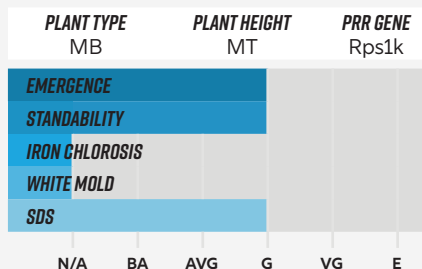 PLANT TYPE PLANT HEIGHT PRR GENE
MB MT Rps1k
EMERGENCE
STANDABILITY
IRON CHLOROSIS
WHITE MOLD
SDS
N/A BA AVG G VG E